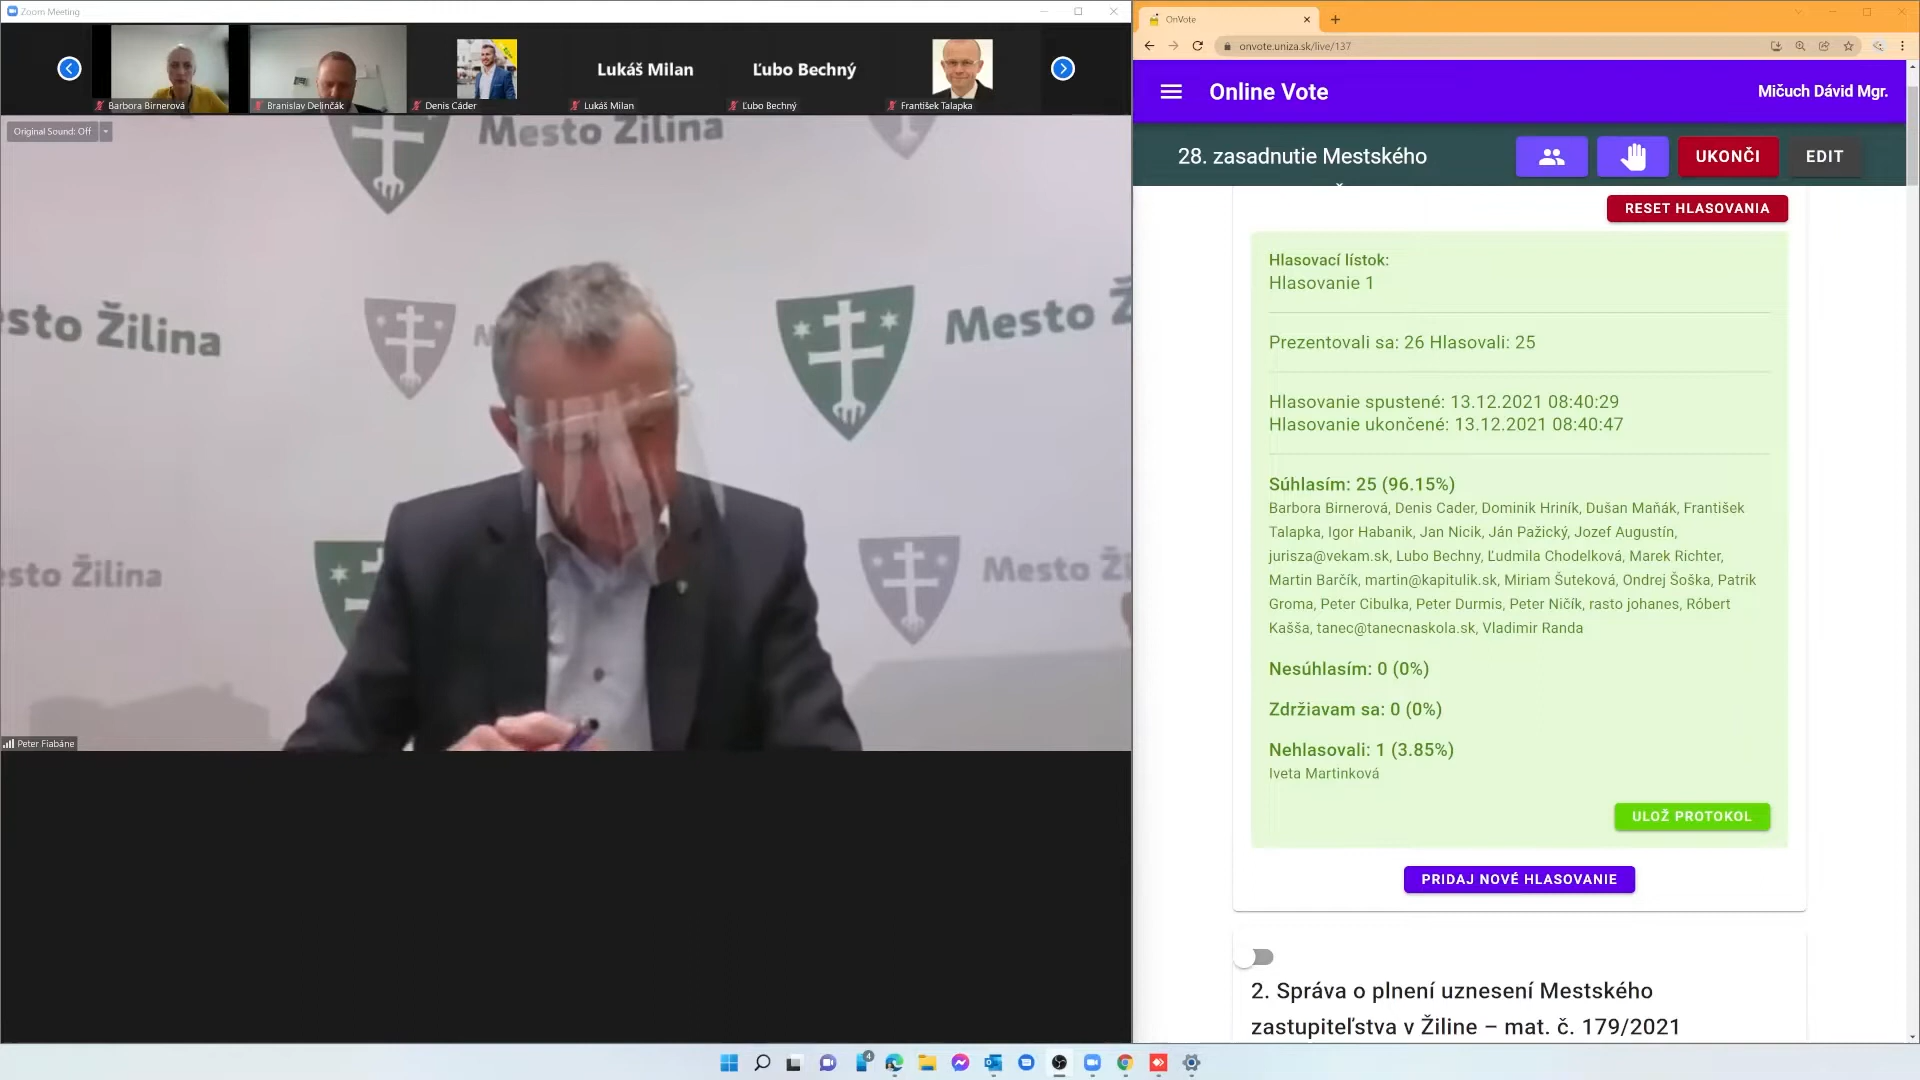 Zoom Meeting
Barbora Birnerová
Branislav Delinčák
Denis Cáder
Lukáš Milan
Lukáš Milan
Ľubo Bechný
Ľubo Bechný
František Talapka
Original Sound: Off
Mesto Žilina
sto Žilina
Mesto Ž
esto Žilina
Mesto Ži
Peter Fiabáne
OnVote
onvote.uniza.sk/live/137
Online Vote
Mičuch Dávid Mgr.
28. zasadnutie Mestského
UKONČI
EDIT
RESET HLASOVANIA
Hlasovací lístok:
Hlasovanie 1
Prezentovali sa: 26 Hlasovali: 25
Hlasovanie spustené: 13.12.2021 08:40:29
Hlasovanie ukončené: 13.12.2021 08:40:47
Súhlasím: 25 (96.15%)
Barbora Birnerová, Denis Cader, Dominik Hriník, Dušan Maňák, František
Talapka, Igor Habanik, Jan Nicik, Ján Pažický, Jozef Augustín,
jurisza@vekam.sk, Lubo Bechny, Ľudmila Chodelková, Marek Richter,
Martin Barčík, martin@kapitulik.sk, Miriam Šuteková, Ondrej Šoška, Patrik
Groma, Peter Cibulka, Peter Durmis, Peter Ničík, rasto johanes, Róbert
Kašša, tanec@tanecnaskola.sk, Vladimir Randa
Nesúhlasím: 0 (0%)
Zdržiavam sa: 0 (0%)
Nehlasovali: 1 (3.85%)
Iveta Martinková
ULOŽ PROTOKOL
PRIDAJ NOVÉ HLASOVANIE
2. Správa o plnení uznesení Mestského
zastupiteľstva v Žiline – mat. č. 179/2021
4